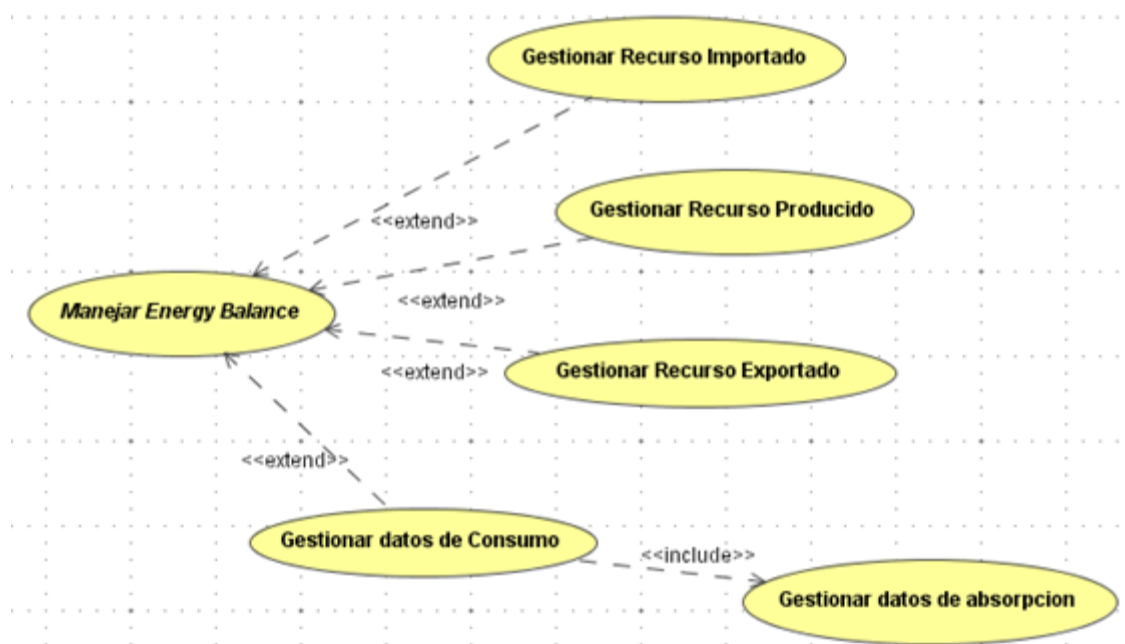 Gestionar Recurso Importado
<<extend>>
Gestionar Recurso Producido
<<extend>>
Manejar Energy Balance
<<extend>>
Gestionar Recurso Exportado
<<extend>>
Gestionar datos de Consumo
<<include>>
Gestionar datos de absorpcion